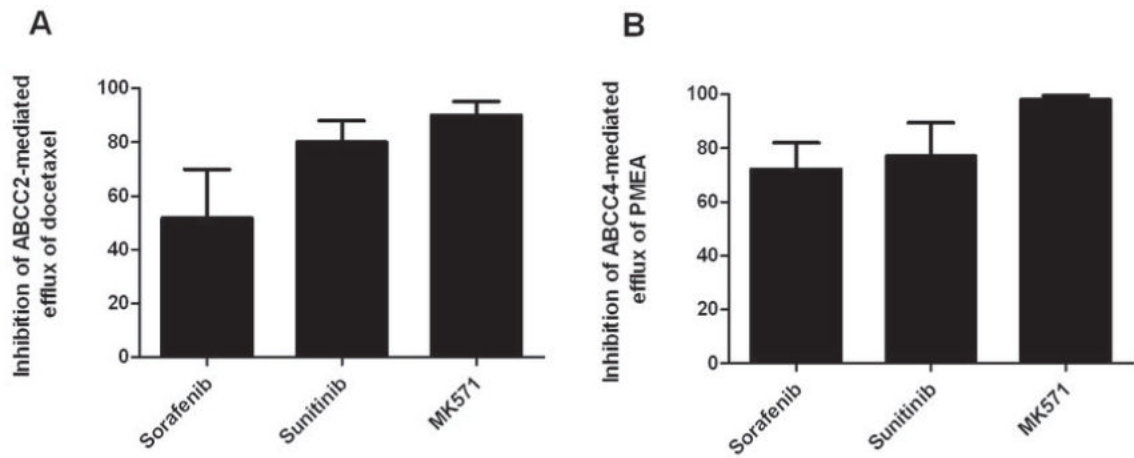 A
Inhibition of ABCC2-mediated
efflux of docetaxel
100
80
60
40
20
0
Sorafenib
Sunitinib
MK571
B
Inhibition of ABCC4-mediated
efflux of PMEA
100
80
60
40
20
0
Sorafenib
Sunitinib
MK571